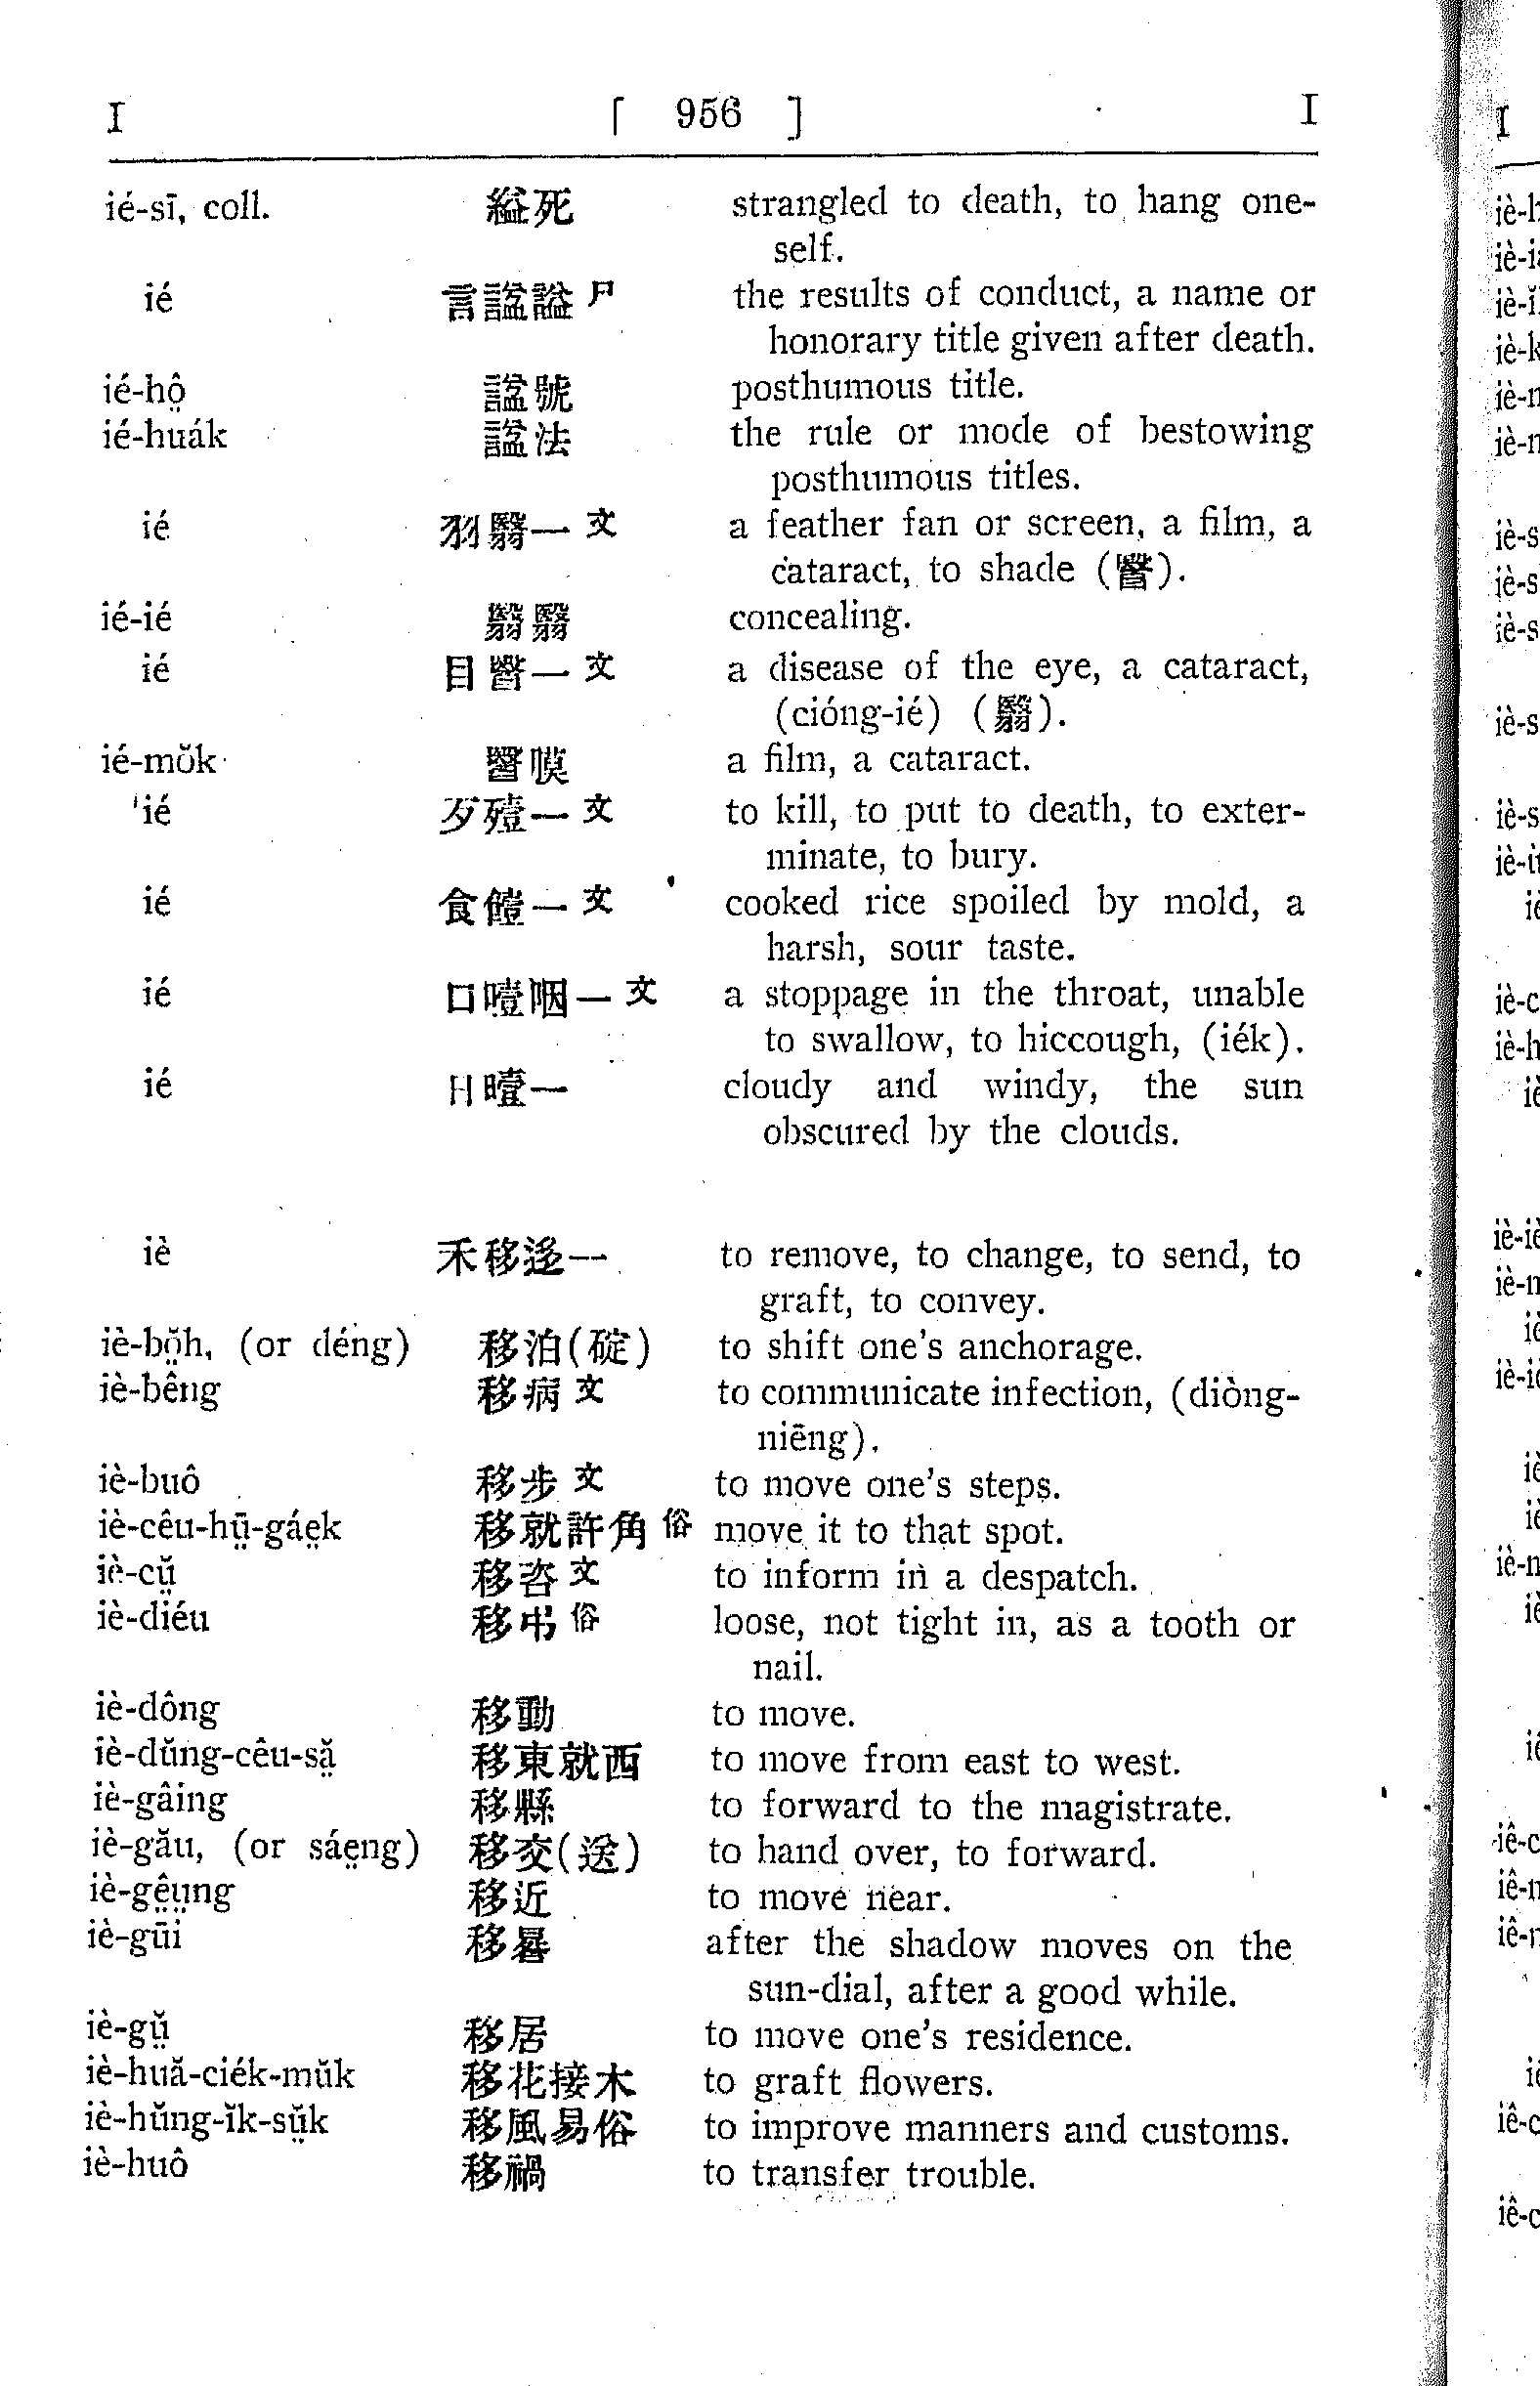 I [ 956 ] I
ié-sī, coll. 縊死 strangled to death, to hang one-
self.
ié 言諡謚 尸 the results of conduct, a name or
honorary title given after death.
ié-hô̤ 諡號 posthumous title.
ié-huák 諡法 the rule or mode of bestowing
posthumous titles.
ié 羽翳一 文 a feather fan or screen, a film, a
cataract, to shade (瞖).
ié-ié 翳翳 concealing.
ié 目瞖一 文 a disease of the eye, a cataract,
(cióng-ié) (翳).
ié-mŏk 瞖膜 a film, a cataract.
ié 歹殪一 文 to kill, to put to death, to exter-
minate, to bury.
ié 食饐一 文 cooked rice spoiled by mold, a
harsh, sour taste.
ié 口噎咽一 文 a stoppage in the throat, unable
to swallow, to hiccough, (iék).
ié 日曀一 cloudy and windy, the sun
obscured by the clouds.
iè 禾移迻一 to remove, to change, to send, to
graft, to convey.
iè-bŏ̤h, (or déng) 移泊(碇) to shift one's anchorage.
iè-bêng 移病 文 to communicate infection, (diòng-
niēng).
iè-buô 移步 文 to move one's steps.
iè-cêu-hṳ̄-gáe̤k 移就許角 俗 move it to that spot.
iè-cṳ̆ 移咨 文 to inform in a despatch.
iè-diéu 移弔 俗 loose, not tight in, as a tooth or
nail.
iè-dông 移動 to move.
iè-dŭng-cêu-să̤ 移東就西 to move from east to west.
iè-gâing 移縣 to forward to the magistrate.
iè-gău, (or sáe̤ng) 移交(送) to hand over, to forward.
iè-gê̤ṳng 移近 to move near.
iè-gūi 移晷 after the shadow moves on the
sun-dial, after a good while.
iè-gṳ̆ 移居 to move one's residence.
iè-huă-ciék-mŭk 移花接木 to graft flowers.
iè-hŭng-ĭk-sṳ̆k 移風易俗 to improve manners and customs.
iè-huô 移禍 to transfer trouble.